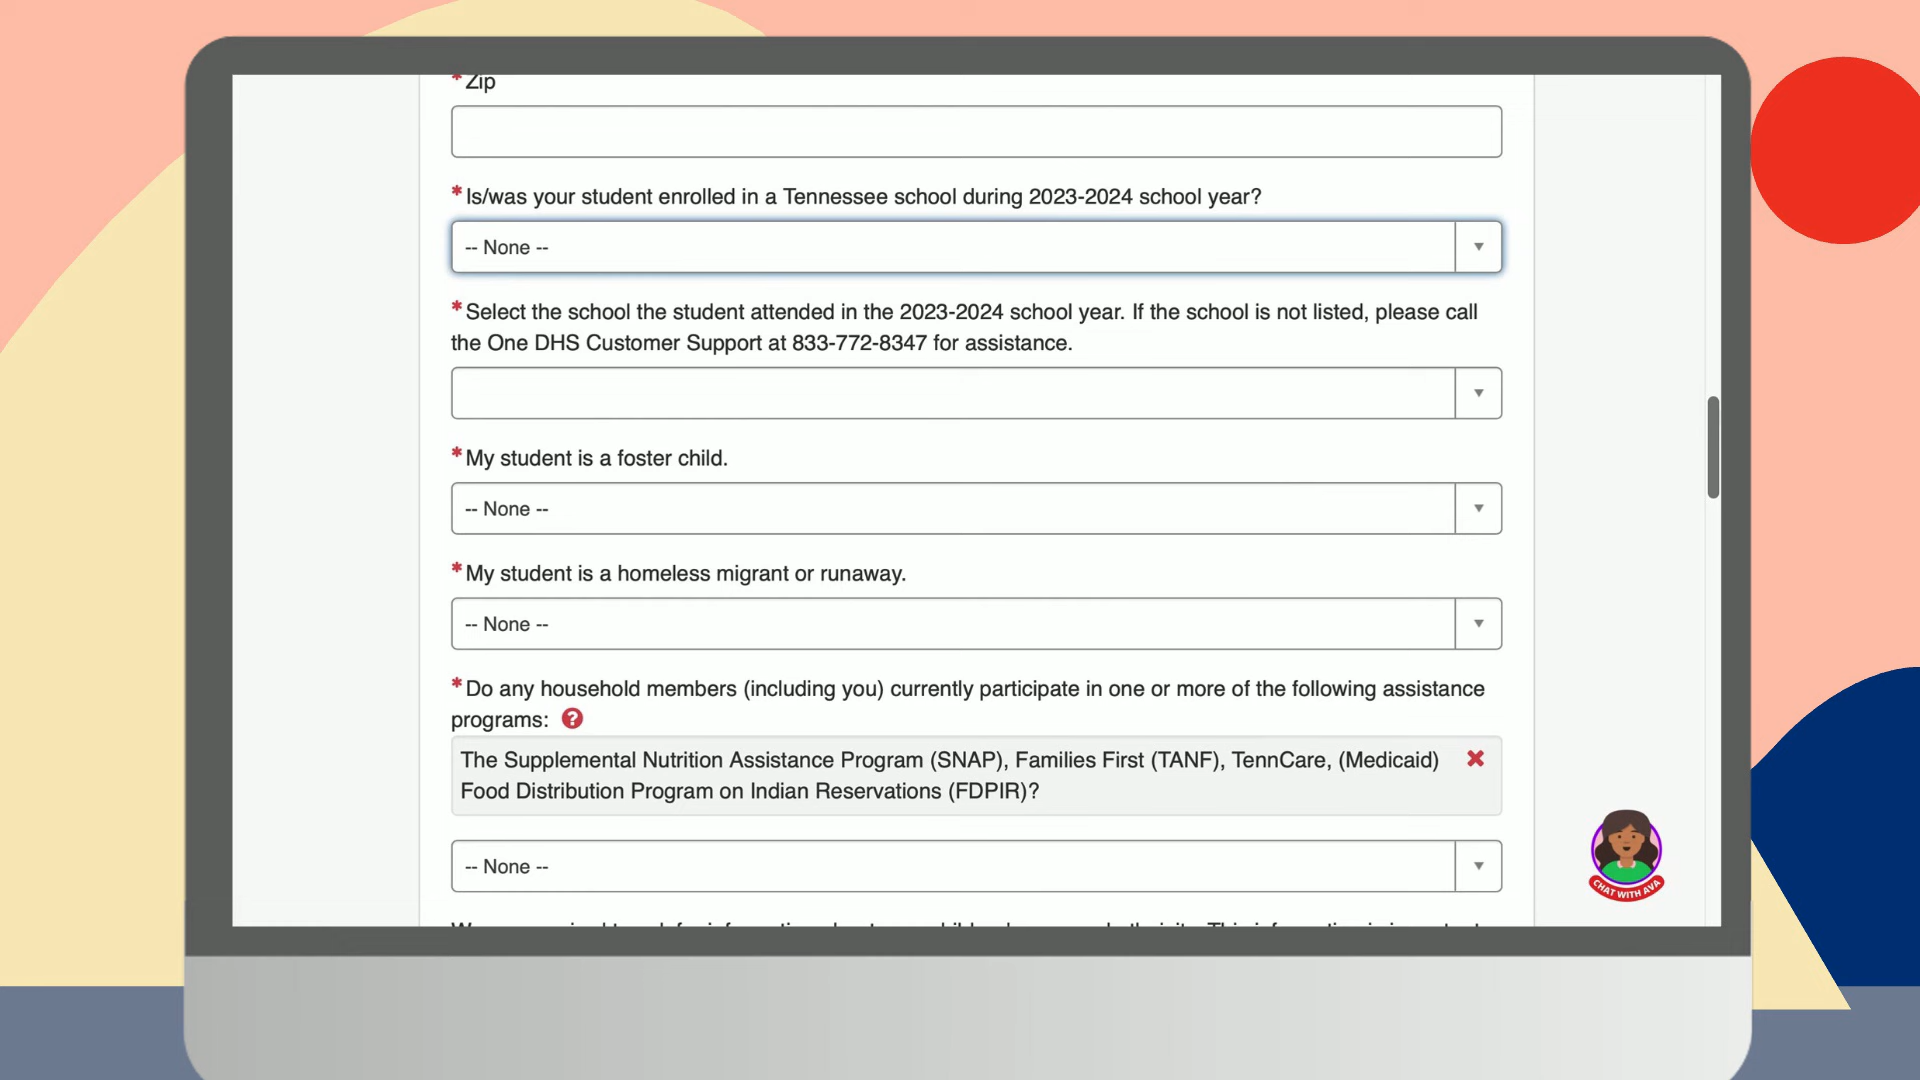 *Zip
*Is/was your student enrolled in a Tennessee school during 2023-2024 school year?
-- None --
*Select the school the student attended in the 2023-2024 school year. If the school is not listed, please call
the One DHS Customer Support at 833-772-8347 for assistance.
*My student is a foster child.
-- None --
*My student is a homeless migrant or runaway.
-- None --
*Do any household members (including you) currently participate in one or more of the following assistance
programs: ?
The Supplemental Nutrition Assistance Program (SNAP), Families First (TANF), TennCare, (Medicaid)
Food Distribution Program on Indian Reservations (FDPIR)?
-- None --
CHAT WITH AVA